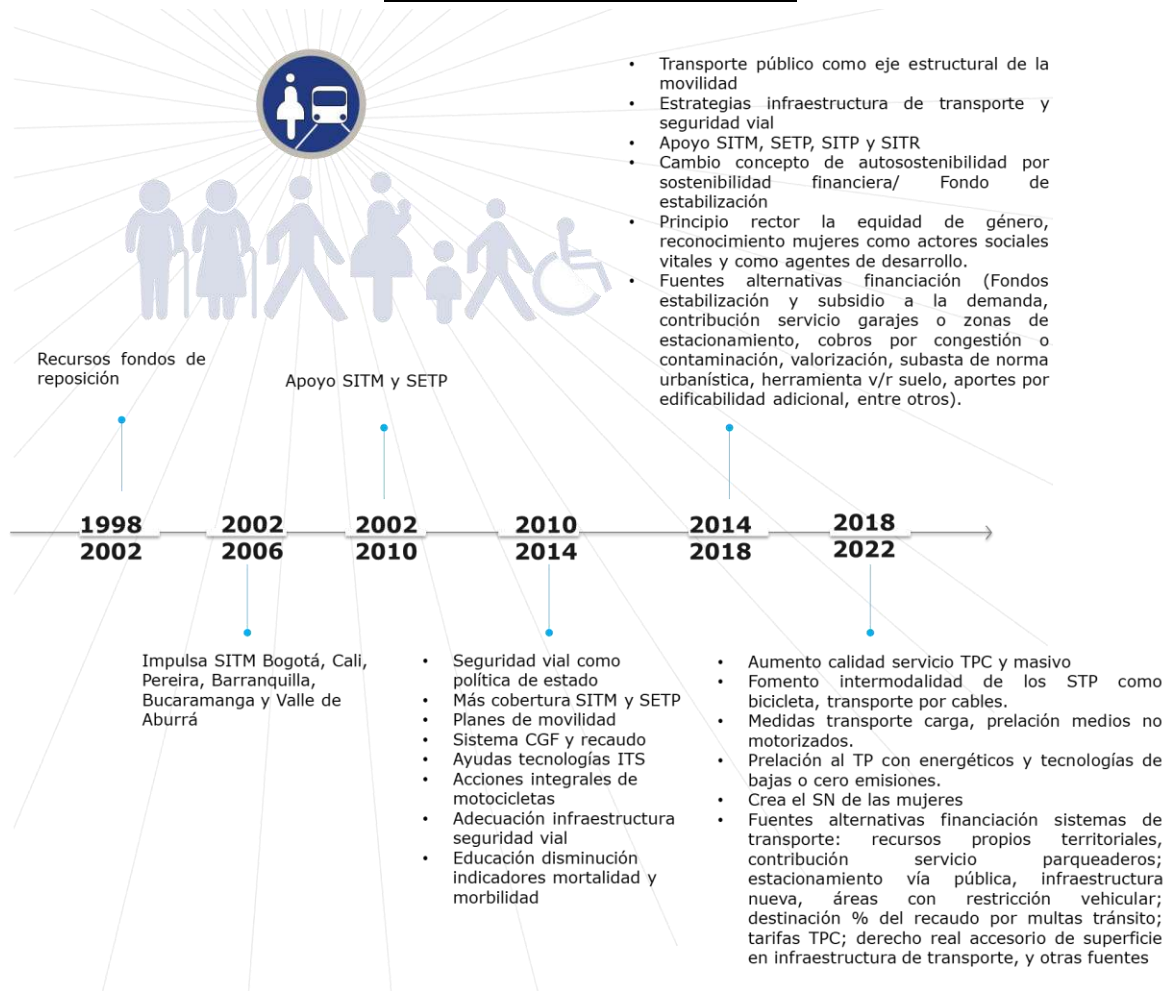 • Transporte público como eje estructural de la
movilidad
• Estrategias infraestructura de transporte y
seguridad vial
• Apoyo SITM, SETP, SITP y SITR
• Cambio concepto de autosostenibilidad por
sostenibilidad financiera/ Fondo de
estabilización
• Principio rector la equidad de género,
reconocimiento mujeres como actores sociales
vitales y como agentes de desarrollo.
• Fuentes alternativas financiación (Fondos
estabilización y subsidio a la demanda,
contribución servicio garajes o zonas de
estacionamiento, cobros por congestión o
contaminación, valorización, subasta de norma
urbanística, herramienta v/r suelo, aportes por
edificabilidad adicional, entre otros).
Recursos fondos de
reposición
Apoyo SITM y SETP
1998
2002
2002
2006
2002
2010
2010
2014
2014
2018
2018
2022
Impulsa SITM Bogotá, Cali,
Pereira, Barranquilla,
Bucaramanga y Valle de
Aburrá
• Seguridad vial como
política de estado
• Más cobertura SITM y SETP
• Planes de movilidad
• Sistema CGF y recaudo
• Ayudas tecnologías ITS
• Acciones integrales de
motocicletas
• Adecuación infraestructura
seguridad vial
• Educación disminución
indicadores mortalidad y
morbilidad
• Aumento calidad servicio TPC y masivo
• Fomento intermodalidad de los STP como
bicicleta, transporte por cables.
• Medidas transporte carga, prelación medios no
motorizados.
• Prelación al TP con energéticos y tecnologías de
bajas o cero emisiones.
• Crea el SN de las mujeres
• Fuentes alternativas financiación sistemas de
transporte: recursos propios territoriales,
contribución servicio parqueaderos;
estacionamiento vía pública, infraestructura
nueva, áreas con restricción vehicular;
destinación % del recaudo por multas tránsito;
tarifas TPC; derecho real accesorio de superficie
en infraestructura de transporte, y otras fuentes